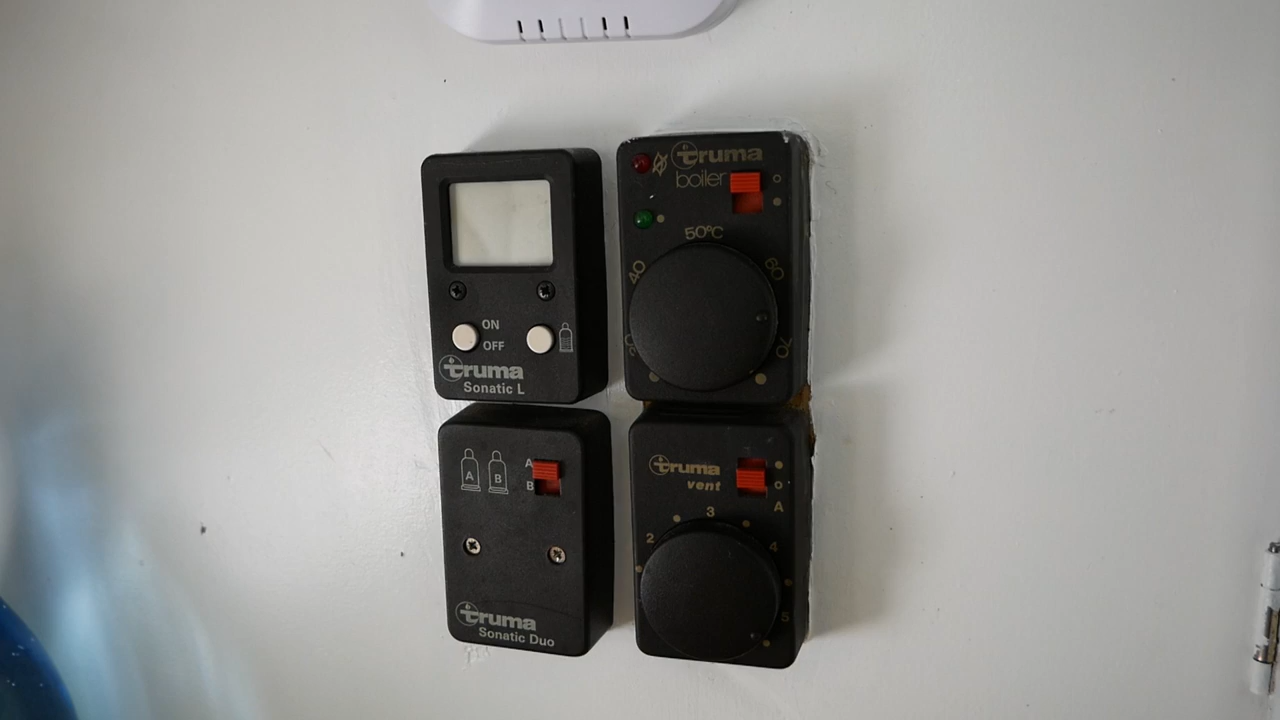 ON
OFF
truma
Sonatic L
truma
boiler
50°C
40
60
70
A B
A
B
truma
Sonatic Duo
truma
vent
A
3
2
4
5